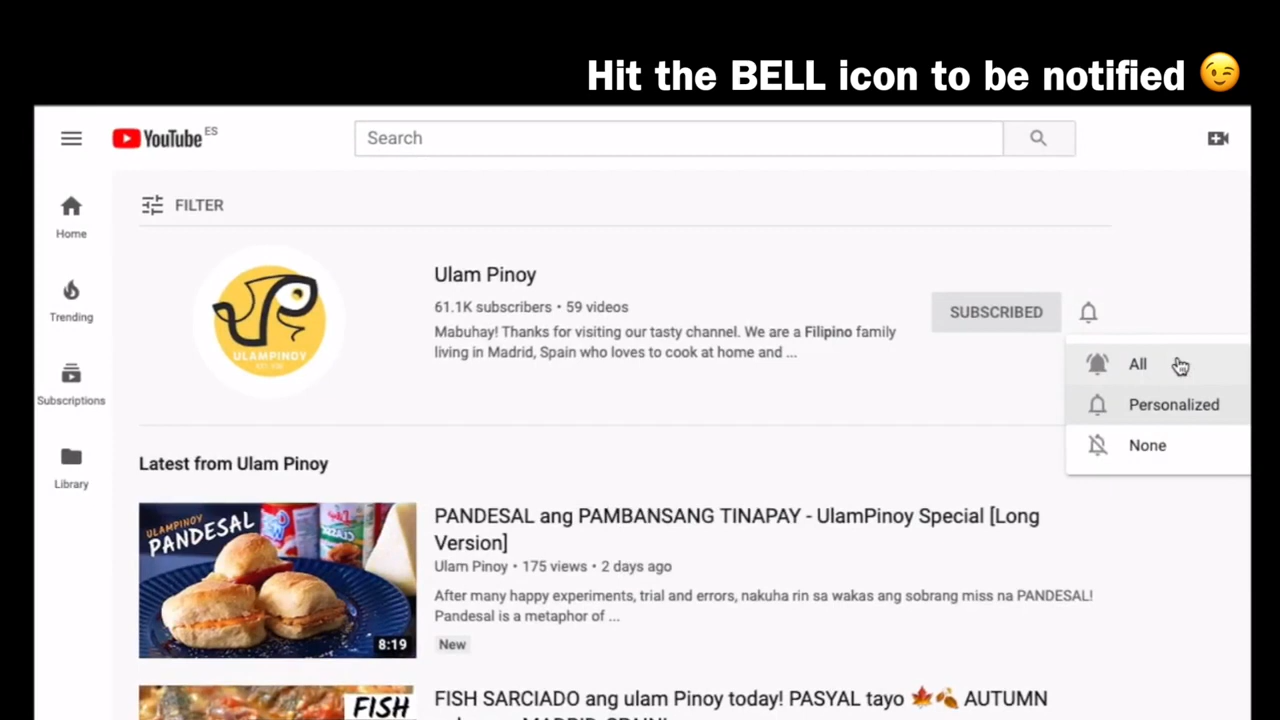 Hit the BELL icon to be notified 😉
YouTube ES
Search
FILTER
Home
Trending
Subscriptions
Library
ULAMPINOY
Ulam Pinoy
61.1K subscribers • 59 videos
Mabuhay! Thanks for visiting our tasty channel. We are a Filipino family
living in Madrid, Spain who loves to cook at home and ...
SUBSCRIBED
All
Personalized
None
Latest from Ulam Pinoy
ULAMPINOY
PANDESAL
8:19
PANDESAL ang PAMBANSANG TINAPAY - UlamPinoy Special [Long
Version]
Ulam Pinoy • 175 views • 2 days ago
After many happy experiments, trial and errors, nakuha rin sa wakas ang sobrang miss na PANDESAL!
Pandesal is a metaphor of ...
New
FISH
FISH SARCIADO ang ulam Pinoy today! PASYAL tayo 🍁🍂 AUTUMN